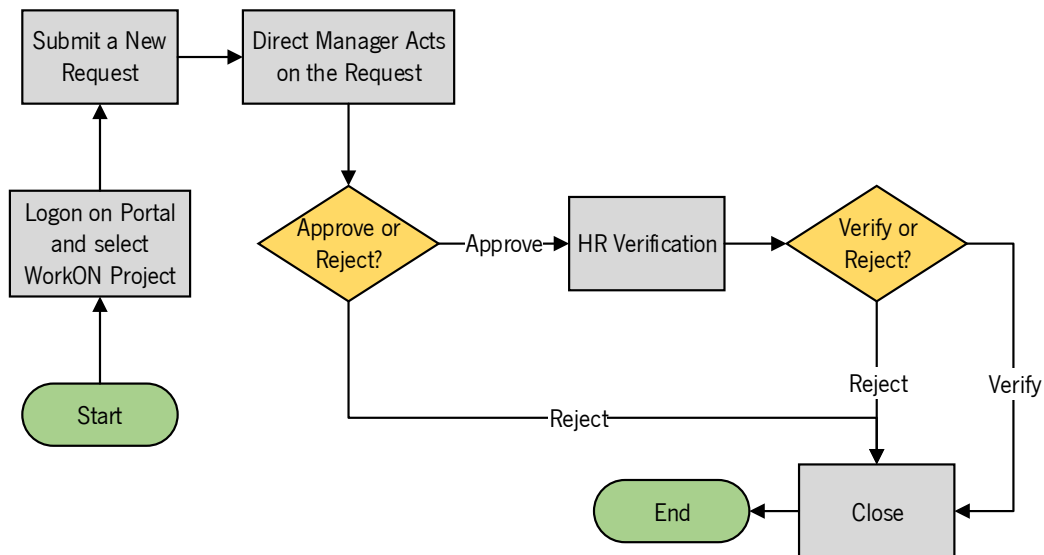 Submit a New
Request
Direct Manager Acts
on the Request
Logon on Portal
and select
WorkON Project
Approve or
Reject?
Approve
HR Verification
Verify or
Reject?
Start
Reject
Reject
Verify
End
Close